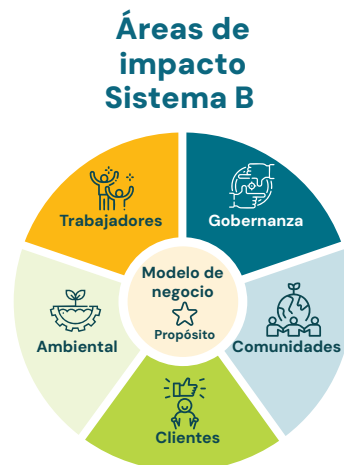 Áreas de
impacto
Sistema B
Trabajadores
Gobernanza
Modelo de
negocio
Propósito
Ambiental
Comunidades
Clientes